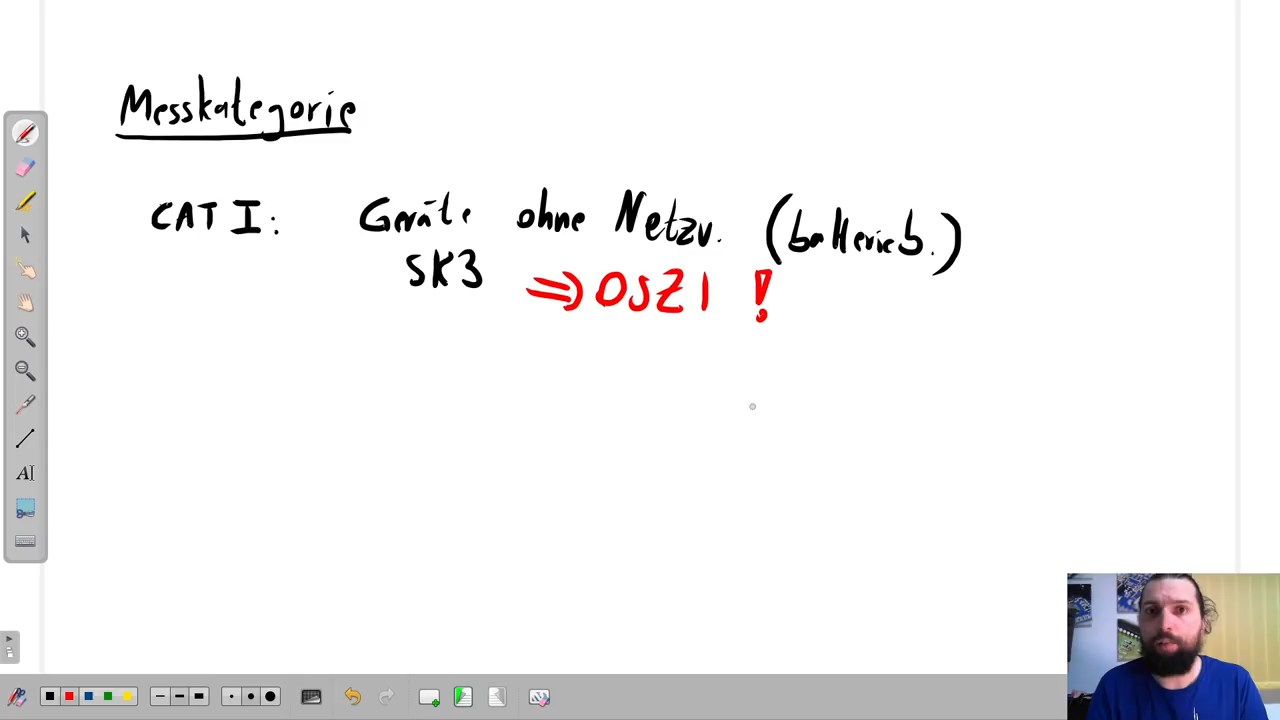 Messkategorie
CAT I: Geräte ohne Netzv. (batterieb.)
SK3 => OSZI !